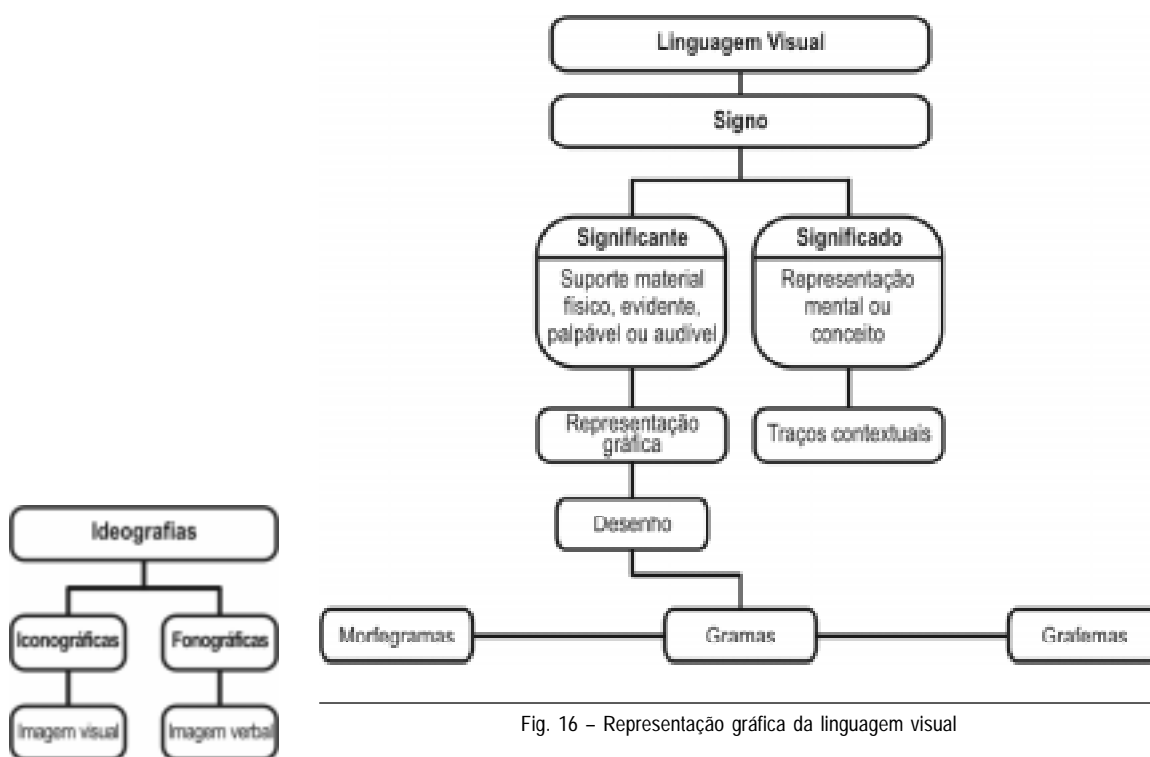 Linguagem Visual
Signo
Significante
Suporte material
físico, evidente,
palpável ou audível
Significado
Representação
mental ou
conceito
Representação
gráfica
Traços contextuais
Desenho
Morfogramas
Gramas
Grafemas
Ideografias
Iconográficas
Fonográficas
Imagem visual
Imagem verbal
Fig. 16 – Representação gráfica da linguagem visual